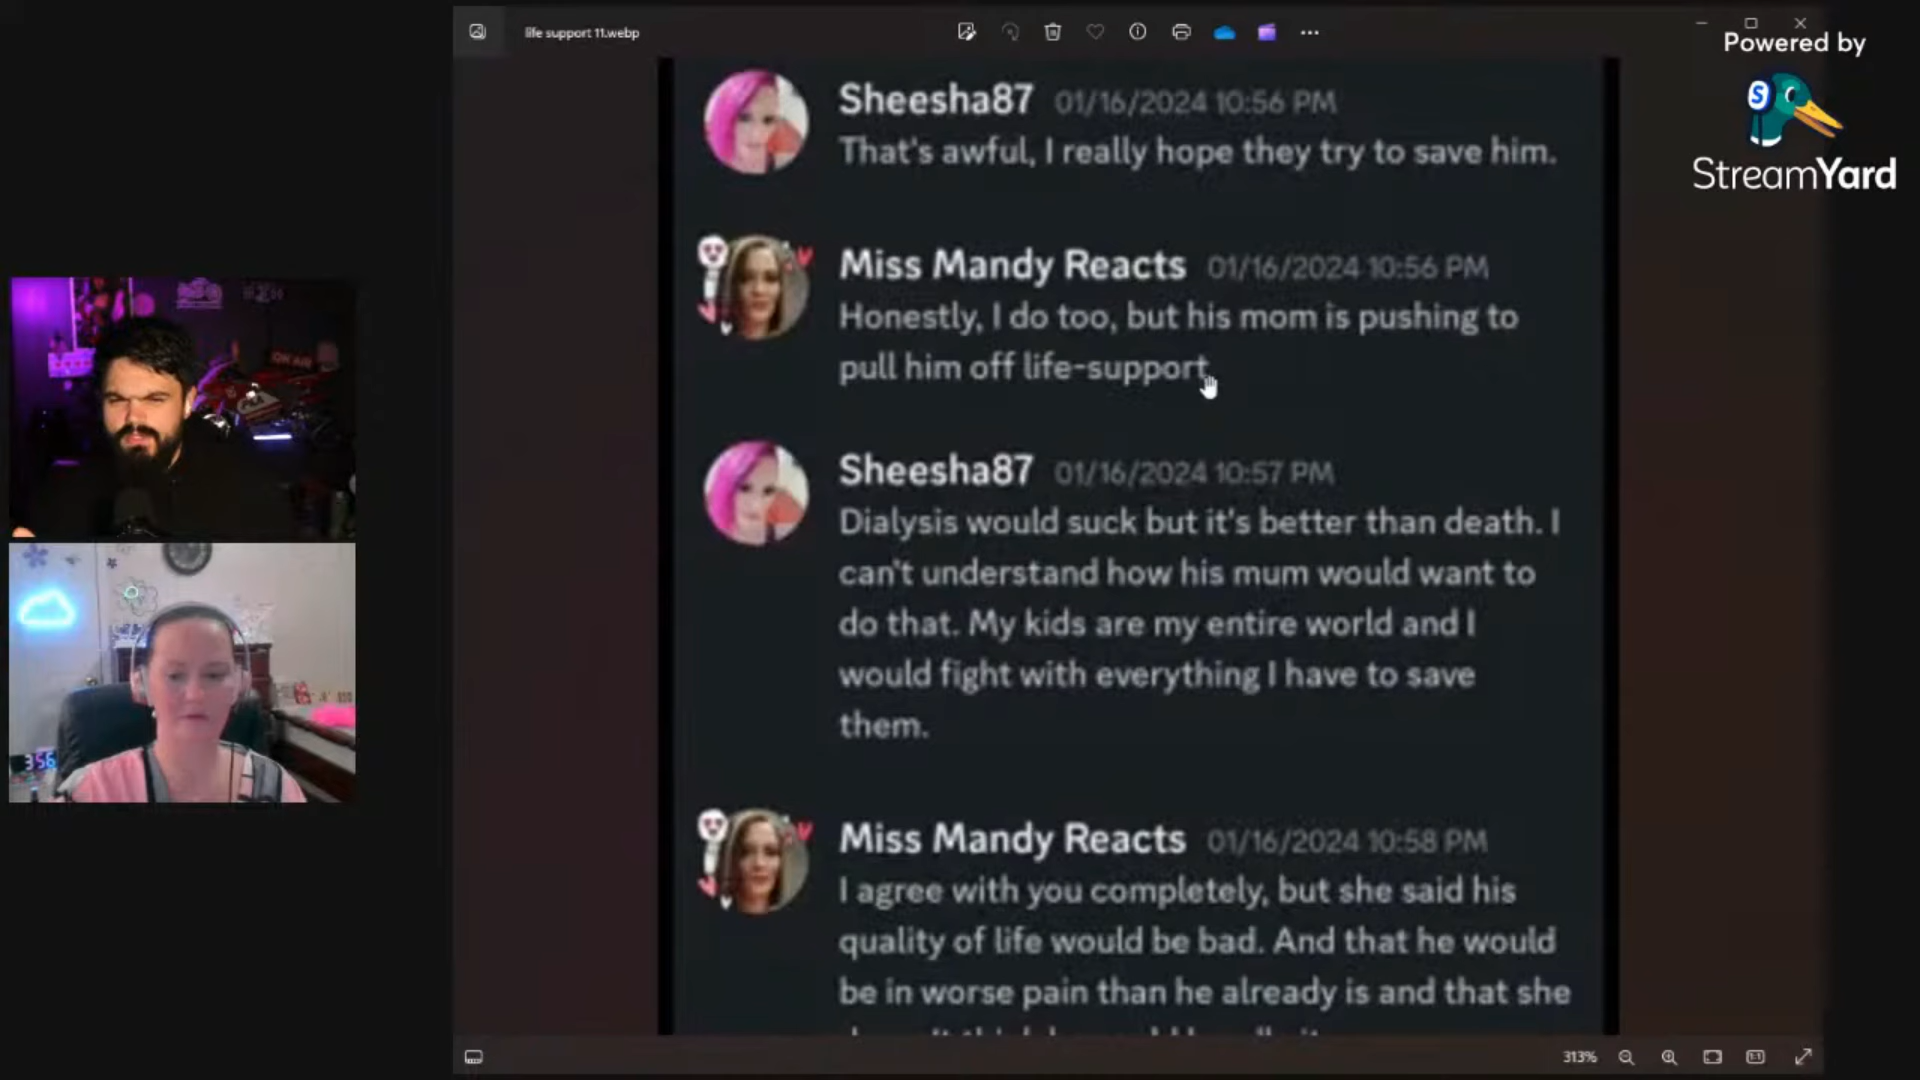 life support 11.webp
Powered by
S
StreamYard
Sheesha87 01/16/2024 10:56 PM
That's awful, I really hope they try to save him.
Miss Mandy Reacts 01/16/2024 10:56 PM
Honestly, I do too, but his mom is pushing to
pull him off life-support
Sheesha87 01/16/2024 10:57 PM
Dialysis would suck but it's better than death. I
can't understand how his mum would want to
do that. My kids are my entire world and I
would fight with everything I have to save
them.
Miss Mandy Reacts 01/16/2024 10:58 PM
I agree with you completely, but she said his
quality of life would be bad. And that he would
be in worse pain than he already is and that she
ON AIR
3:56
313%